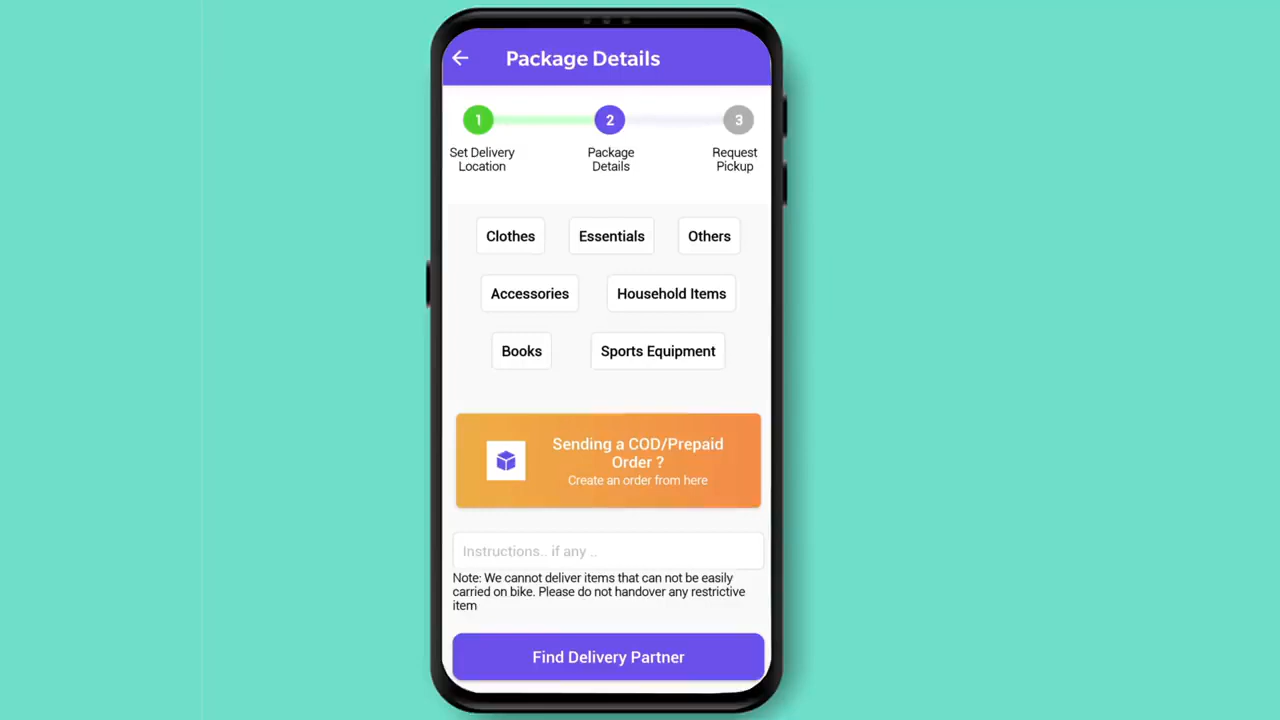 Package Details
1
2
3
Set Delivery
Location
Package
Details
Request
Pickup
Clothes
Essentials
Others
Accessories
Household Items
Books
Sports Equipment
Sending a COD/Prepaid
Order ?
Create an order from here
Instructions.. if any ..
Note: We cannot deliver items that can not be easily
carried on bike. Please do not handover any restrictive
item
Find Delivery Partner